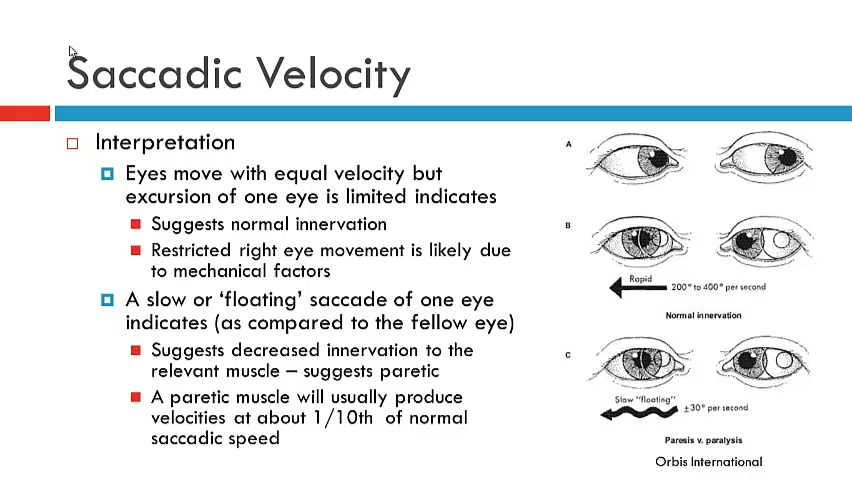 Saccadic Velocity
Interpretation
Eyes move with equal velocity but
excursion of one eye is limited indicates
Suggests normal innervation
Restricted right eye movement is likely due
to mechanical factors
A slow or ‘floating’ saccade of one eye
indicates (as compared to the fellow eye)
Suggests decreased innervation to the
relevant muscle – suggests paretic
A paretic muscle will usually produce
velocities at about 1/10th of normal
saccadic speed
A
B
Rapid
200° to 400° per second
Normal innervation
C
Slow "floating"
±30° per second
Paresis v. paralysis
Orbis International